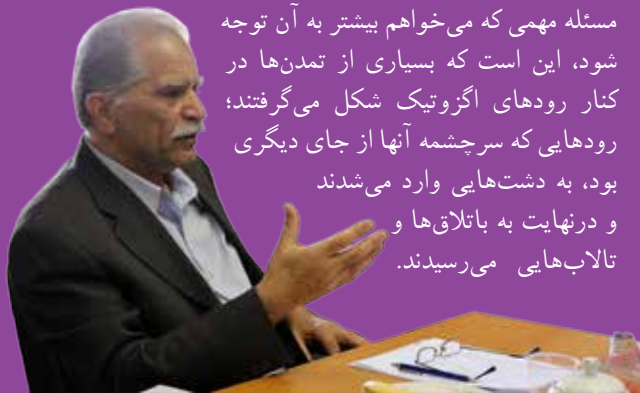 مسئله مهمی که می‌خواهم بیشتر به آن توجه
شود، این است که بسیاری از تمدن‌ها در
کنار رودهای اگزوتیک شکل می‌گرفتند؛
رودهایی که سرچشمه آنها از جای دیگری
بود، به دشت‌هایی وارد می‌شدند
و درنهایت به باتلاق‌ها و
تالاب‌هایی می‌رسیدند.